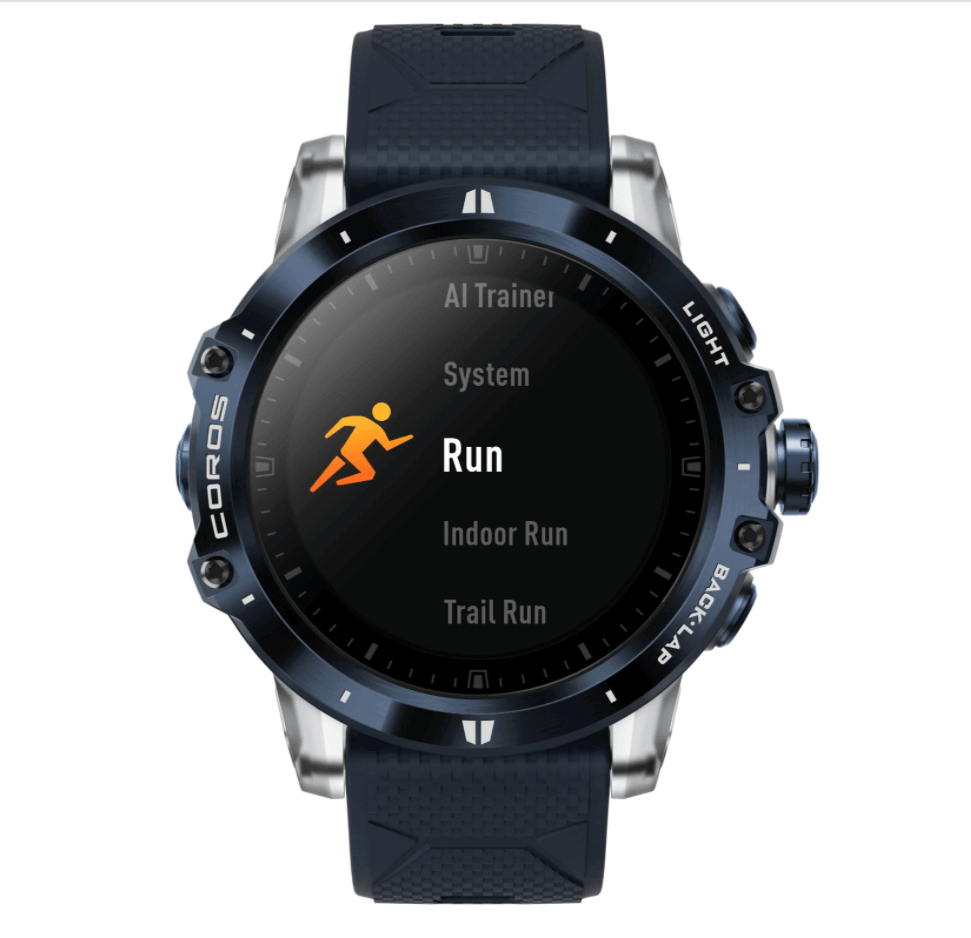 AI Trainer
System
Run
Indoor Run
Trail Run
COROS
LIGHT
BACK·LAP